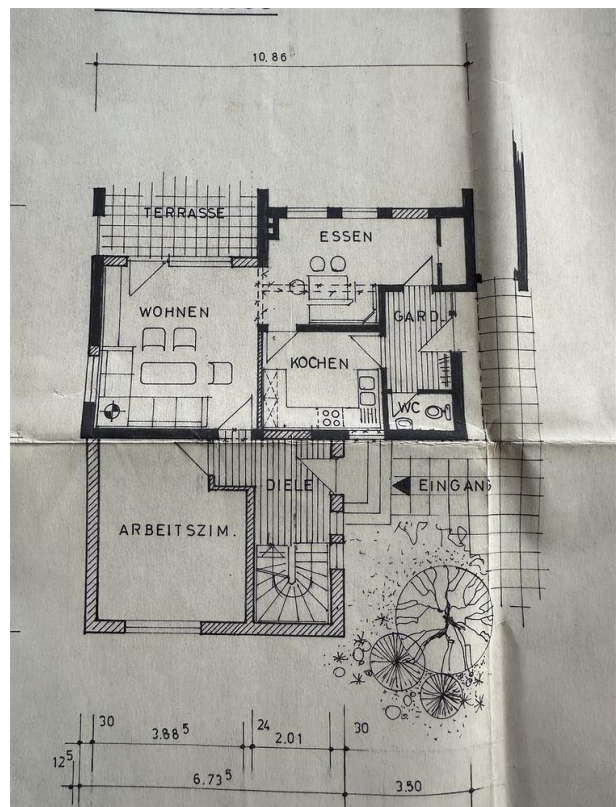 10.86
TERRASSE
ESSEN
WOHNEN
GARD.
KOCHEN
WC
DIELE
EINGANG
ARBEITSZIM.
30
24
30
3.88⁵
2.01
12⁵
6.73⁵
3.50